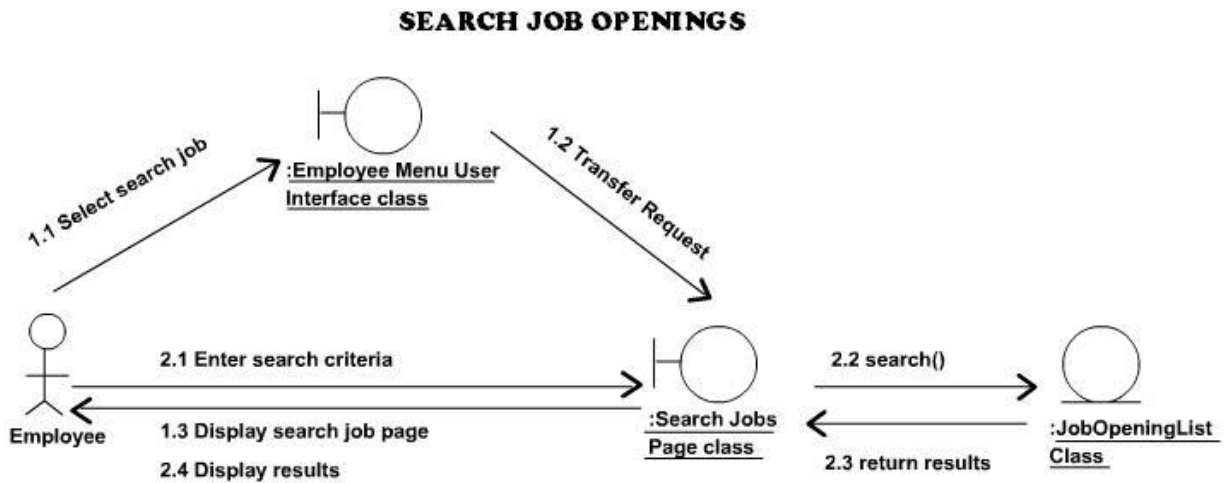 SEARCH JOB OPENINGS
1.1 Select search job
:Employee Menu User
Interface class
1.2 Transfer Request
Employee
2.1 Enter search criteria
1.3 Display search job page
2.4 Display results
:Search Jobs
Page class
2.2 search()
2.3 return results
:JobOpeningList
Class